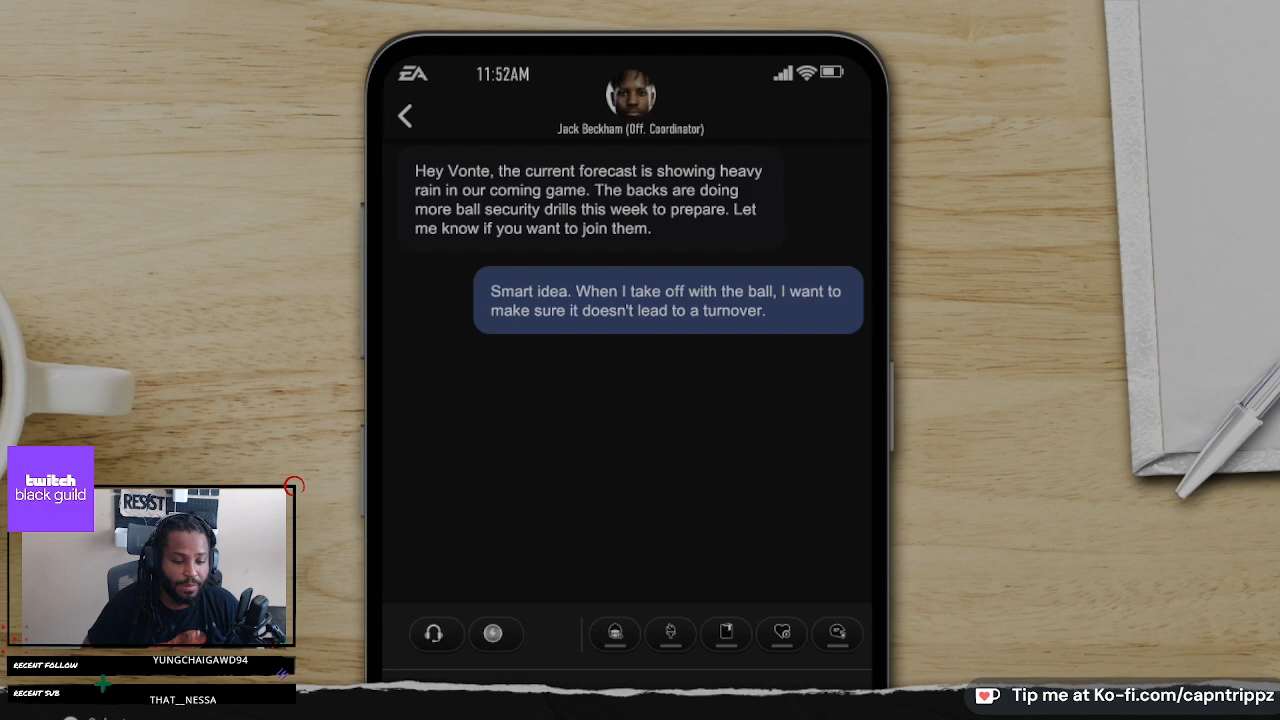 EA
11:52AM
Jack Beckham (Off. Coordinator)
Hey Vonte, the current forecast is showing heavy
rain in our coming game. The backs are doing
more ball security drills this week to prepare. Let
me know if you want to join them.
Smart idea. When I take off with the ball, I want to
make sure it doesn't lead to a turnover.
twitch
black guild
RESIST
RECENT FOLLOW
YUNGCHAIGAWD94
RECENT SUB
THAT__NESSA
Tip me at Ko-fi.com/capntrippz